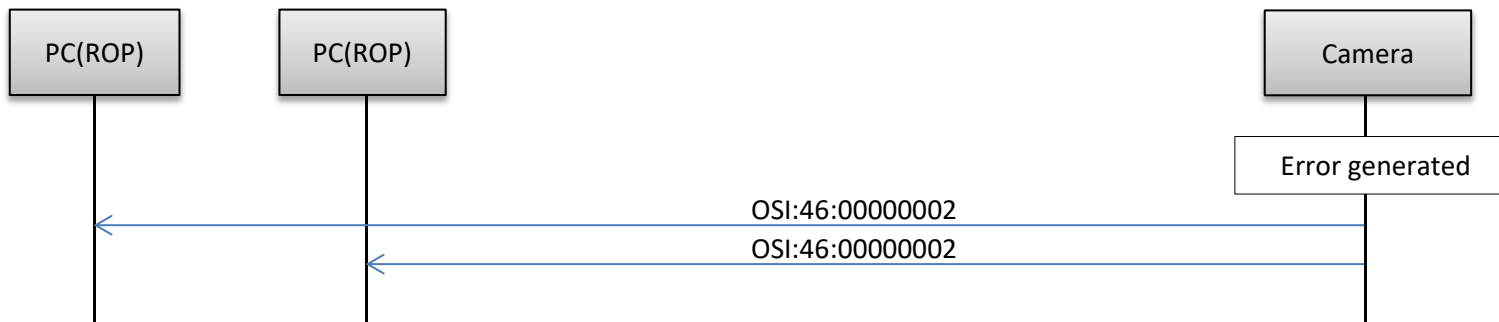 PC(ROP)
PC(ROP)
Camera
Error generated
OSI:46:00000002
OSI:46:00000002